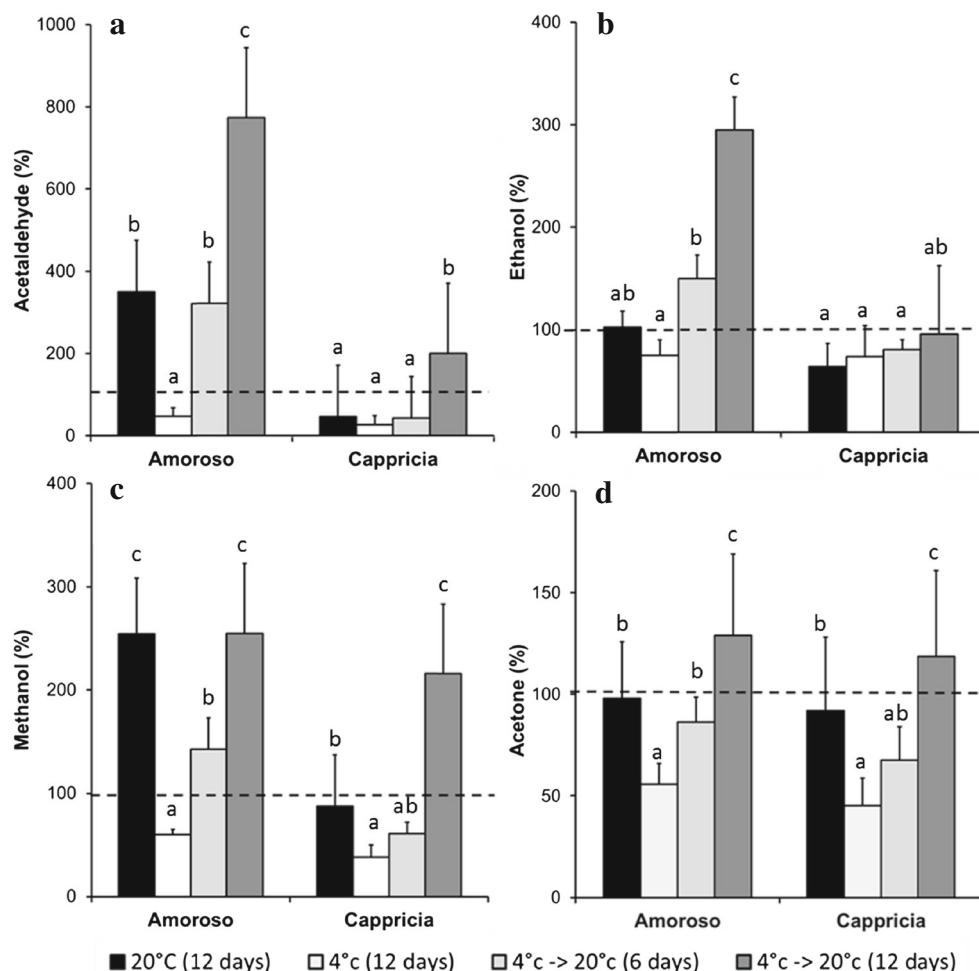 a
Acetaldehyde (%)
1000
800
600
400
200
0
b
a
b
c
a
a
a
b
Amoroso
Cappricia
b
Ethanol (%)
400
300
200
100
0
ab
a
b
c
a
a
a
ab
Amoroso
Cappricia
c
Methanol (%)
400
300
200
100
0
c
a
b
c
b
a
ab
c
Amoroso
Cappricia
d
Acetone (%)
200
150
100
50
0
b
a
b
c
b
a
ab
c
Amoroso
Cappricia
20°C (12 days) 4°c (12 days) 4°c -> 20°c (6 days) 4°c -> 20°c (12 days)